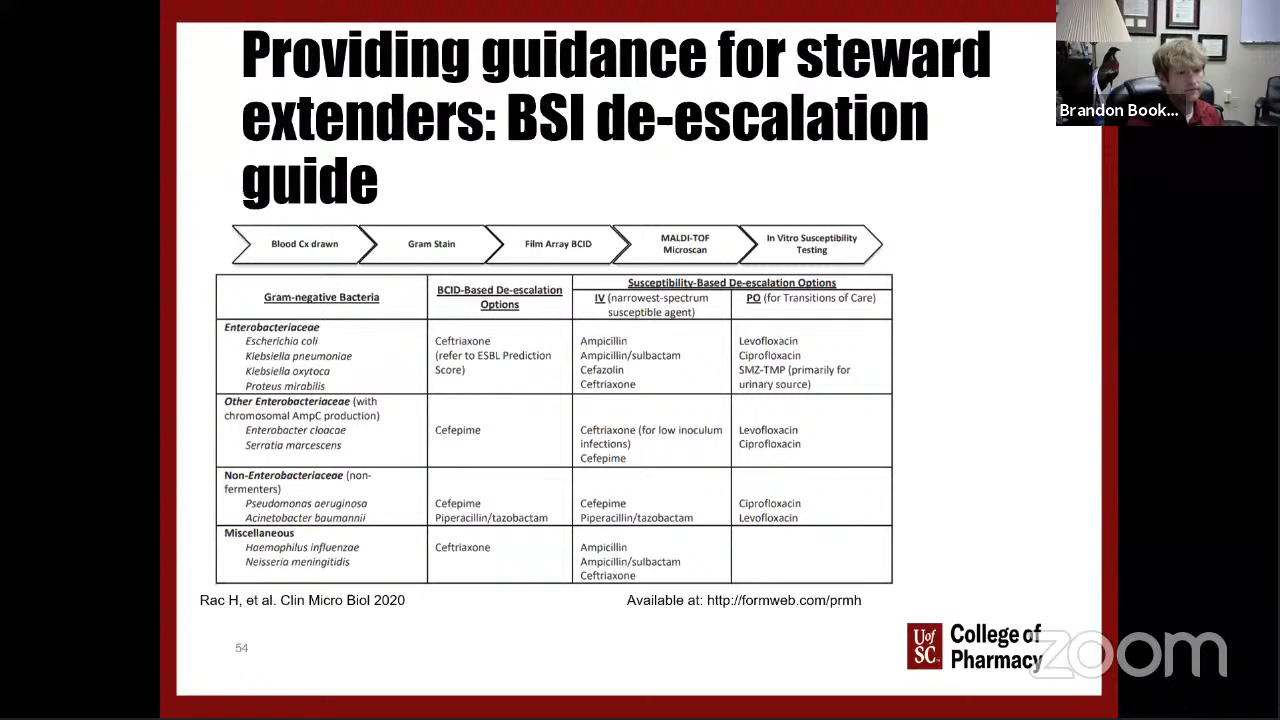 Providing guidance for steward
extenders: BSI de-escalation
guide
Brandon Book...
Blood Cx drawn
Gram Stain
Film Array BCID
MALDI-TOF
Microscan
In Vitro Susceptibility
Testing
Gram-negative Bacteria
BCID-Based De-escalation
Options
Susceptibility-Based De-escalation Options
IV (narrowest-spectrum
susceptible agent)
PO (for Transitions of Care)
Enterobacteriaceae
Escherichia coli
Klebsiella pneumoniae
Klebsiella oxytoca
Proteus mirabilis
Ceftriaxone
(refer to ESBL Prediction
Score)
Ampicillin
Ampicillin/sulbactam
Cefazolin
Ceftriaxone
Levofloxacin
Ciprofloxacin
SMZ-TMP (primarily for
urinary source)
Other Enterobacteriaceae (with
chromosomal AmpC production)
Enterobacter cloacae
Serratia marcescens
Cefepime
Ceftriaxone (for low inoculum
infections)
Cefepime
Levofloxacin
Ciprofloxacin
Non-Enterobacteriaceae (non-
fermenters)
Pseudomonas aeruginosa
Acinetobacter baumannii
Cefepime
Piperacillin/tazobactam
Cefepime
Piperacillin/tazobactam
Ciprofloxacin
Levofloxacin
Miscellaneous
Haemophilus influenzae
Neisseria meningitidis
Ceftriaxone
Ampicillin
Ampicillin/sulbactam
Ceftriaxone
Rac H, et al. Clin Micro Biol 2020
Available at: http://formweb.com/prmh
54
UofSC
College of
Pharmacy
zoom